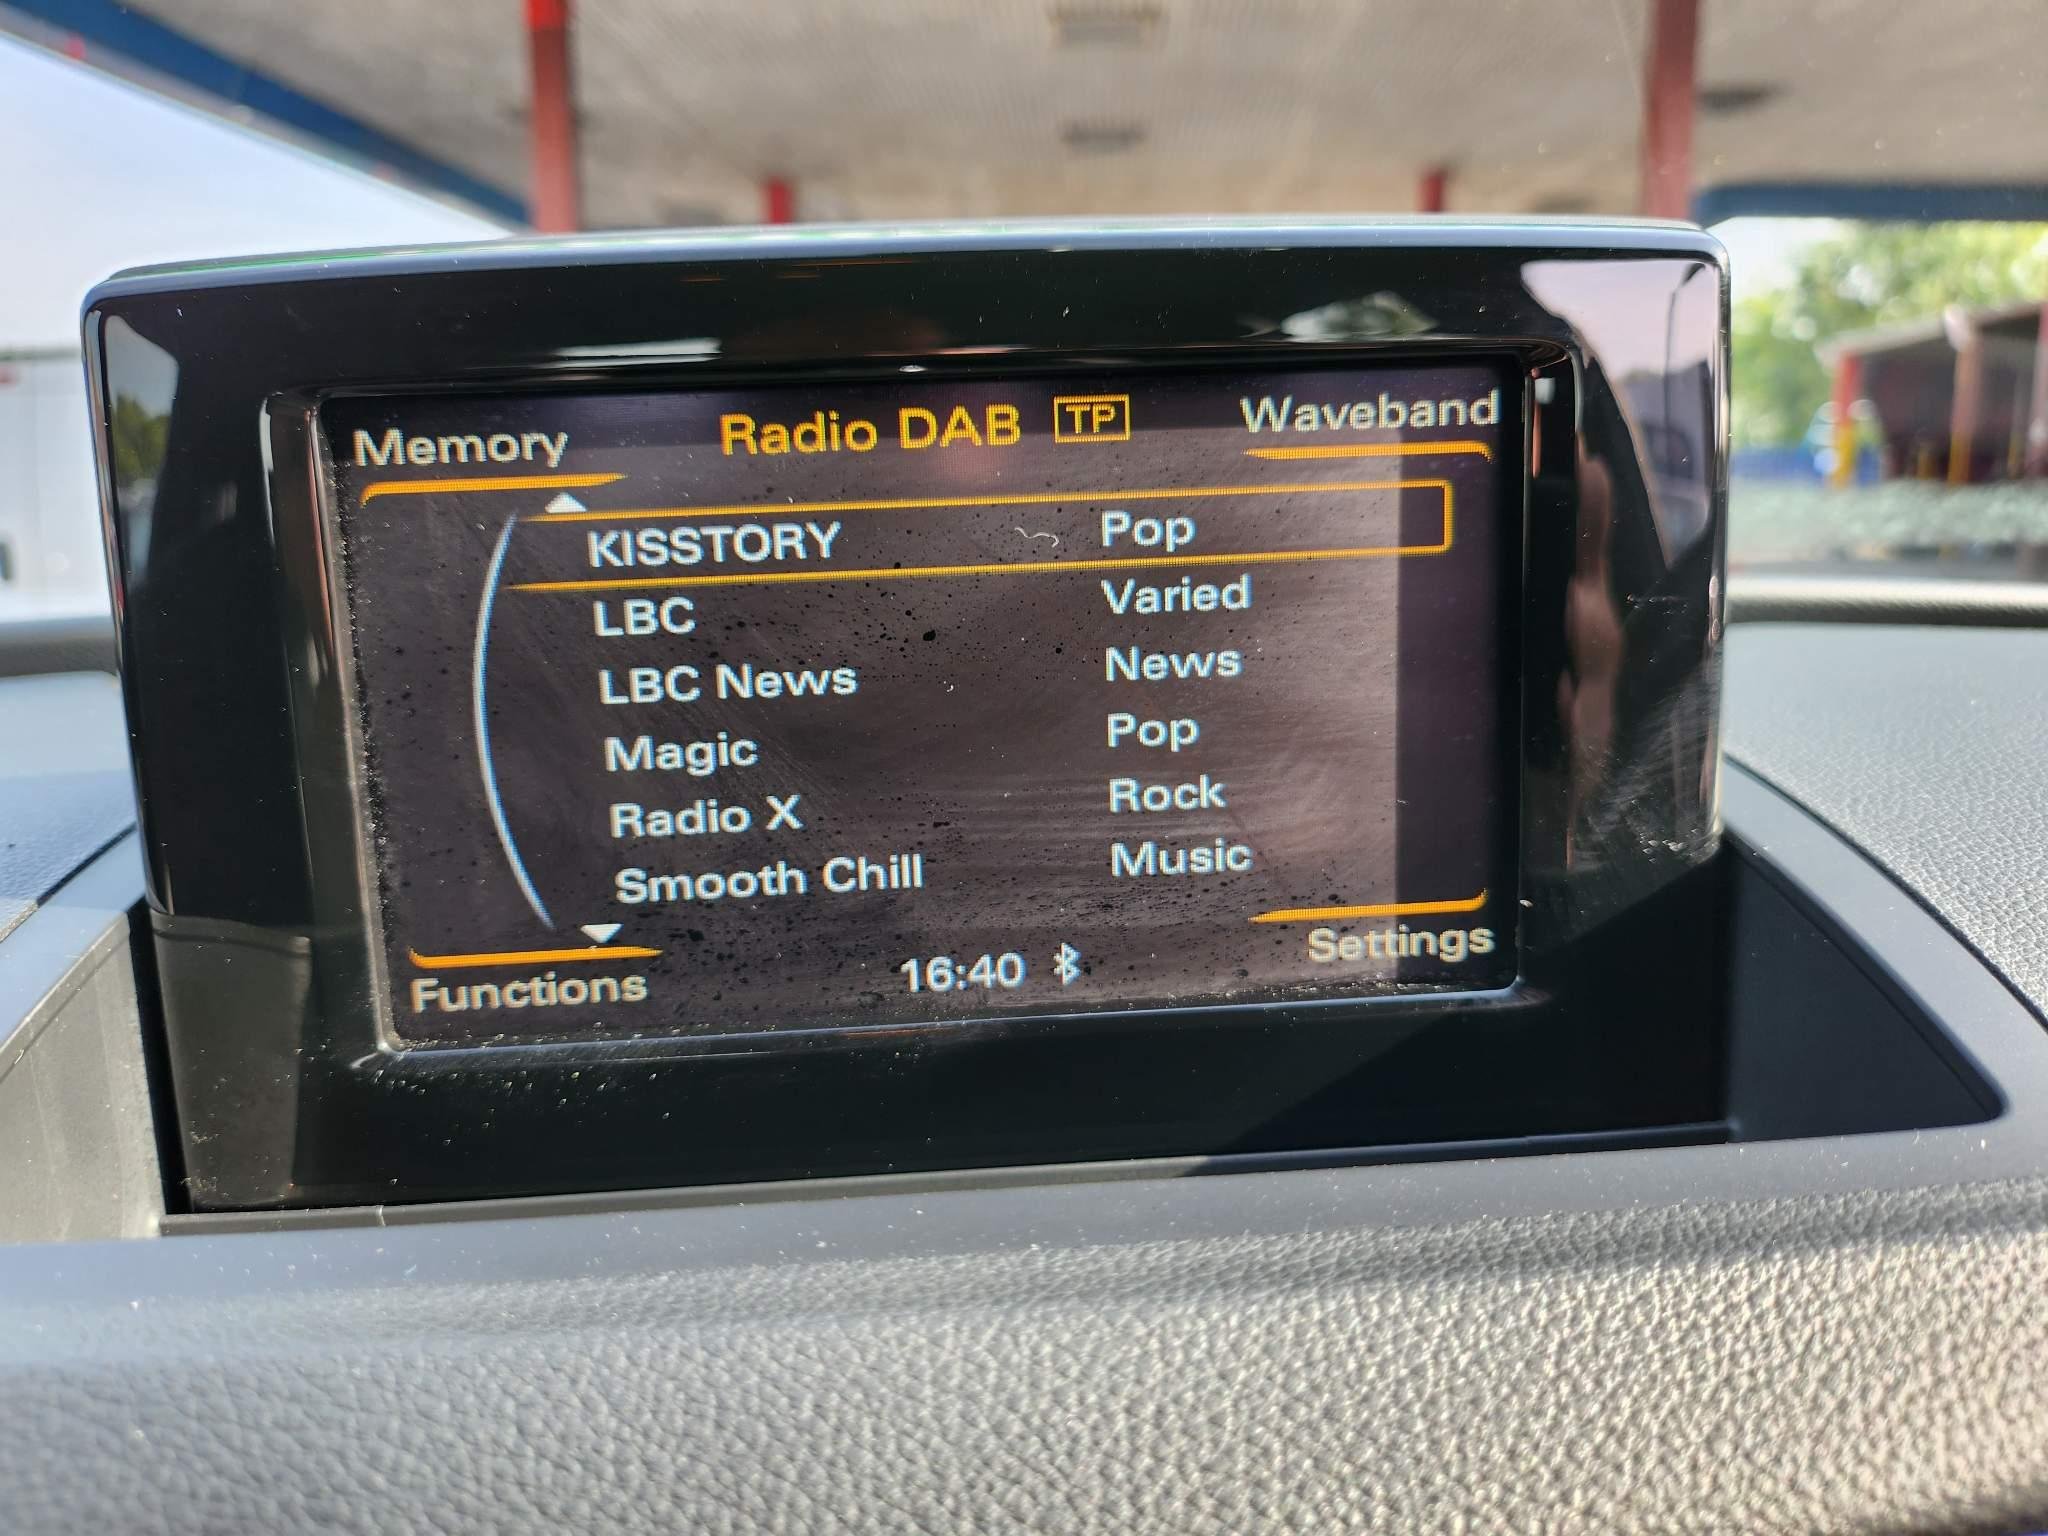 Memory Radio DAB TP Waveband
KISSTORY Pop
LBC Varied
LBC News News
Magic Pop
Radio X Rock
Smooth Chill Music
Functions 16:40 Settings